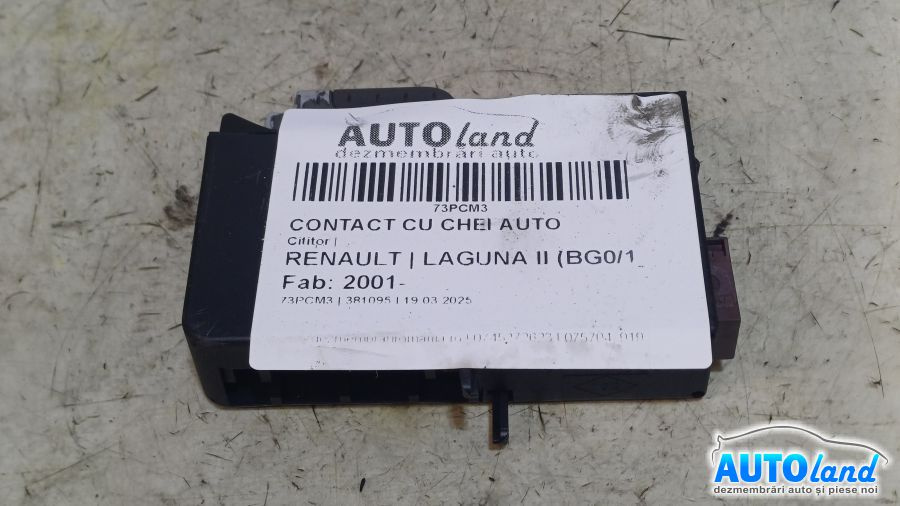 AUTOland
dezmembrări auto
73PCM3
CONTACT CU CHEI AUTO
Cititor |
RENAULT | LAGUNA II (BG0/1_
Fab: 2001-
73PCM3 | 381095 | 19.03.2025
AUTOland
dezmembrări auto și piese noi